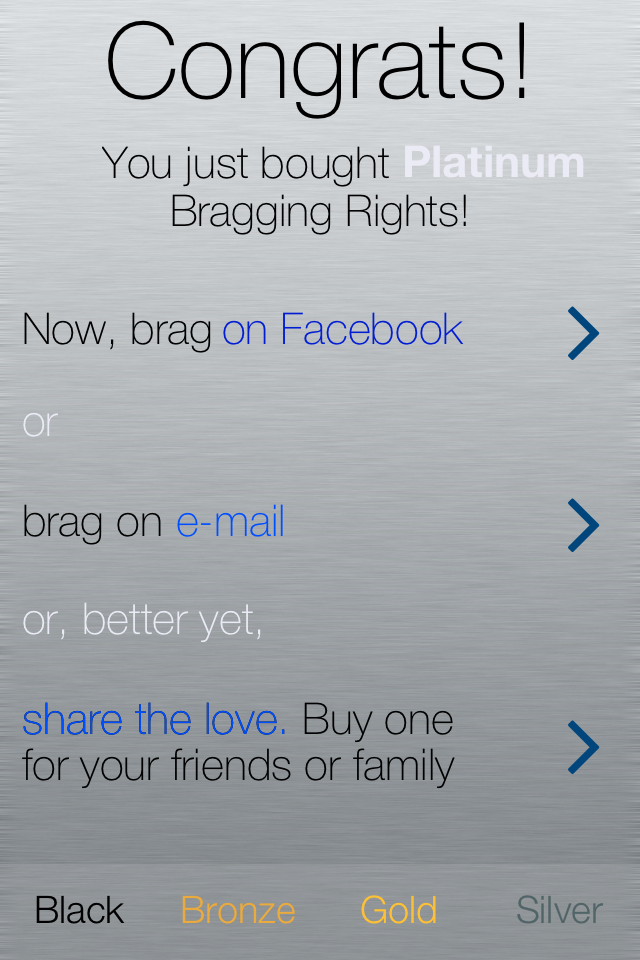 Congrats!
You just bought Platinum
Bragging Rights!
Now, brag on Facebook
or
brag on e-mail
or, better yet,
share the love. Buy one
for your friends or family
Black Bronze Gold Silver